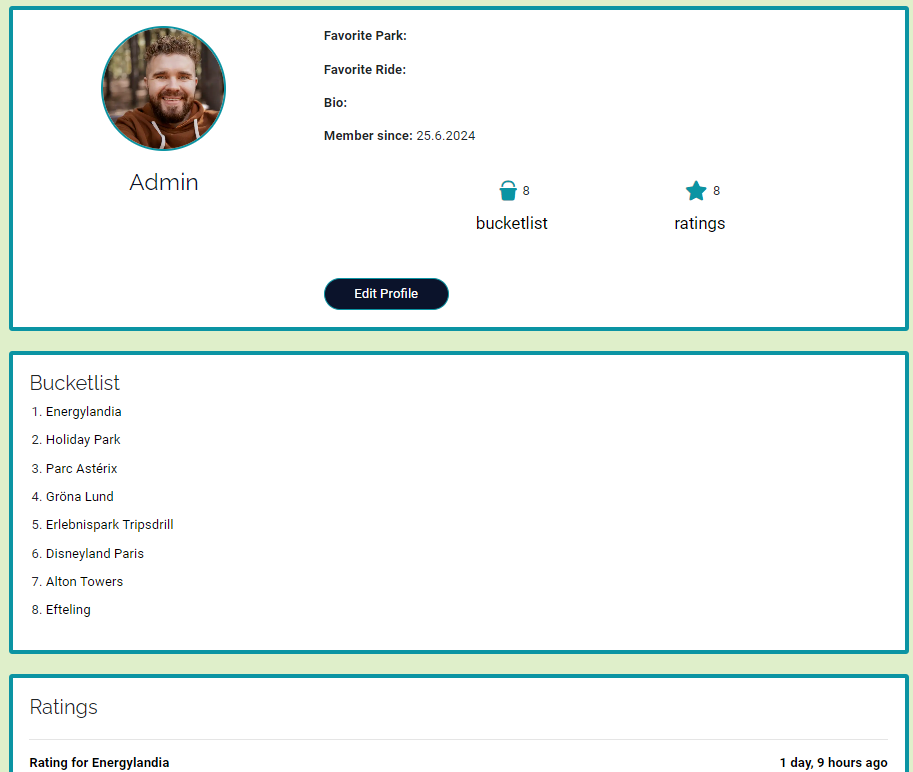 Favorite Park:
Favorite Ride:
Bio:
Member since: 25.6.2024
Admin
8
8
bucketlist
ratings
Edit Profile
Bucketlist
1. Energylandia
2. Holiday Park
3. Parc Astérix
4. Gröna Lund
5. Erlebnispark Tripsdrill
6. Disneyland Paris
7. Alton Towers
8. Efteling
Ratings
Rating for Energylandia
1 day, 9 hours ago